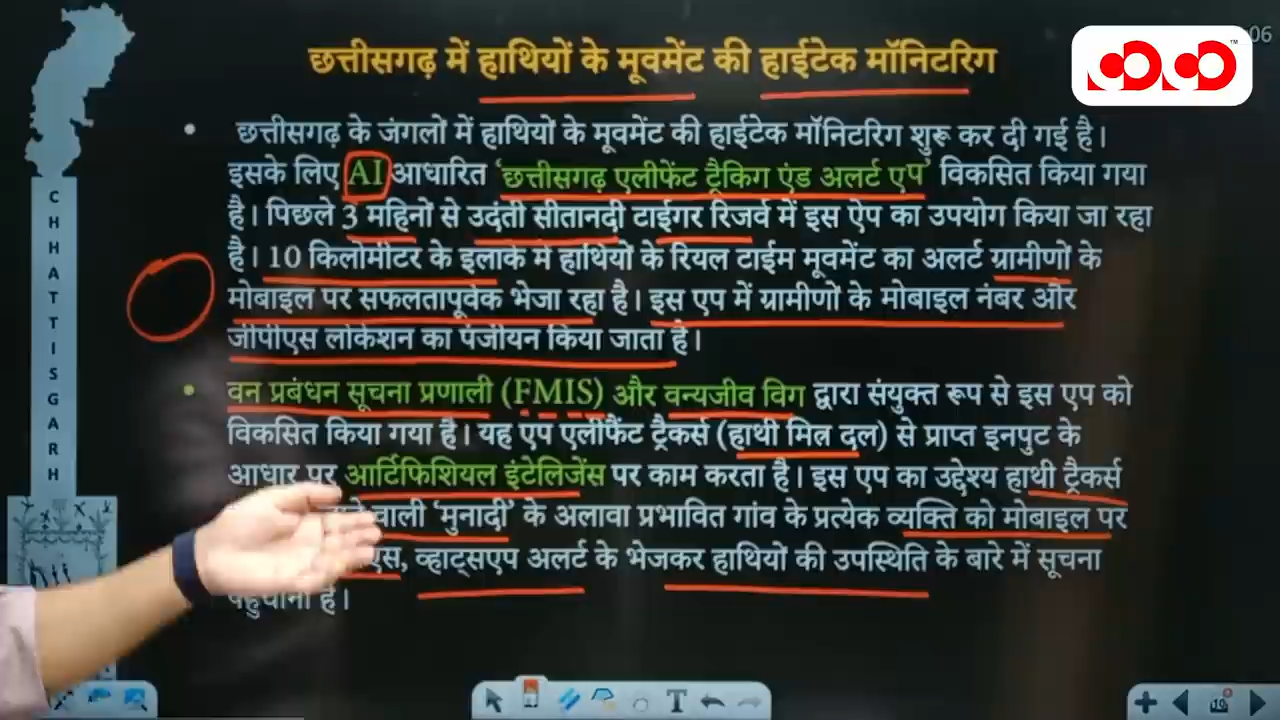 छत्तीसगढ़ में हाथियों के मूवमेंट की हाईटेक मॉनिटरिंग
06
छत्तीसगढ़ के जंगलों में हाथियों के मूवमेंट की हाईटेक मॉनिटरिंग शुरू कर दी गई है।
इसके लिए AI आधारित ‘छत्तीसगढ़ एलीफेंट ट्रैकिंग एंड अलर्ट एप’ विकसित किया गया
है। पिछले 3 महिनों से उदंती सीतानदी टाईगर रिजर्व में इस ऐप का उपयोग किया जा रहा
है। 10 किलोमीटर के इलाके में हाथियों के रियल टाईम मूवमेंट का अलर्ट ग्रामीणों के
मोबाइल पर सफलतापूर्वक भेजा रहा है। इस एप में ग्रामीणों के मोबाइल नंबर और
जीपीएस लोकेशन का पंजीयन किया जाता है।
वन प्रबंधन सूचना प्रणाली (FMIS) और वन्यजीव विंग द्वारा संयुक्त रूप से इस एप को
विकसित किया गया है। यह एप एलीफैंट ट्रैकर्स (हाथी मित्र दल) से प्राप्त इनपुट के
आधार पर आर्टिफिशियल इंटेलिजेंस पर काम करता है। इस एप का उद्देश्य हाथी ट्रैकर्स
वाली ‘मुनादी’ के अलावा प्रभावित गांव के प्रत्येक व्यक्ति को मोबाइल पर
एस, व्हाट्सएप अलर्ट के भेजकर हाथियों की उपस्थिति के बारे में सूचना
पहुंचाना है।
CHHATTISGARH